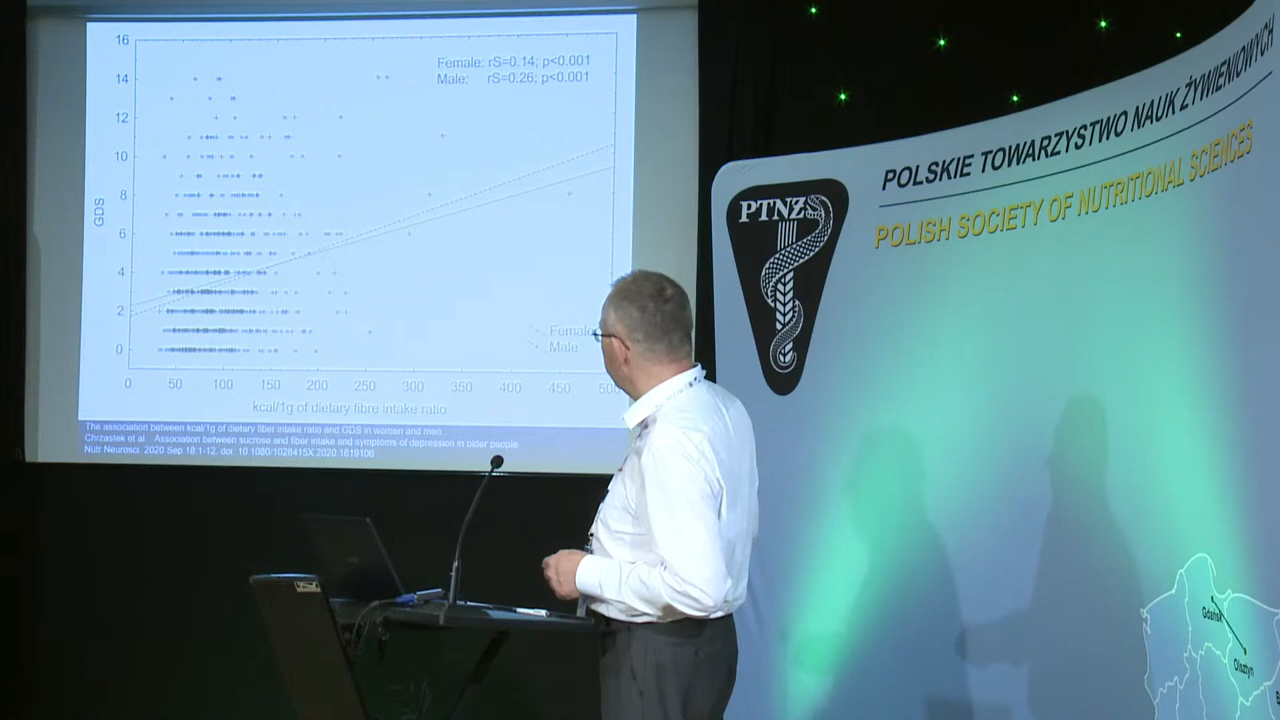 16
14
12
10
8
6
4
2
0
GDS
Female: rS=0.14; p<0.001
Male: rS=0.26; p<0.001
Female
Male
0 50 100 150 200 250 300 350 400 450 500
kcal/1g of dietary fibre intake ratio
The association between kcal/1g of dietary fiber intake ratio and GDS in women and men.
Chrzastek et al.: Association between sucrose and fiber intake and symptoms of depression in older people
Nutr Neurosci. 2020 Sep 18:1-12. doi: 10.1080/1028415X.2020.1819106
POLSKIE TOWARZYSTWO NAUK ŻYWIENIOWYCH
POLISH SOCIETY OF NUTRITIONAL SCIENCES
PTNŻ
Gdańsk
Olsztyn